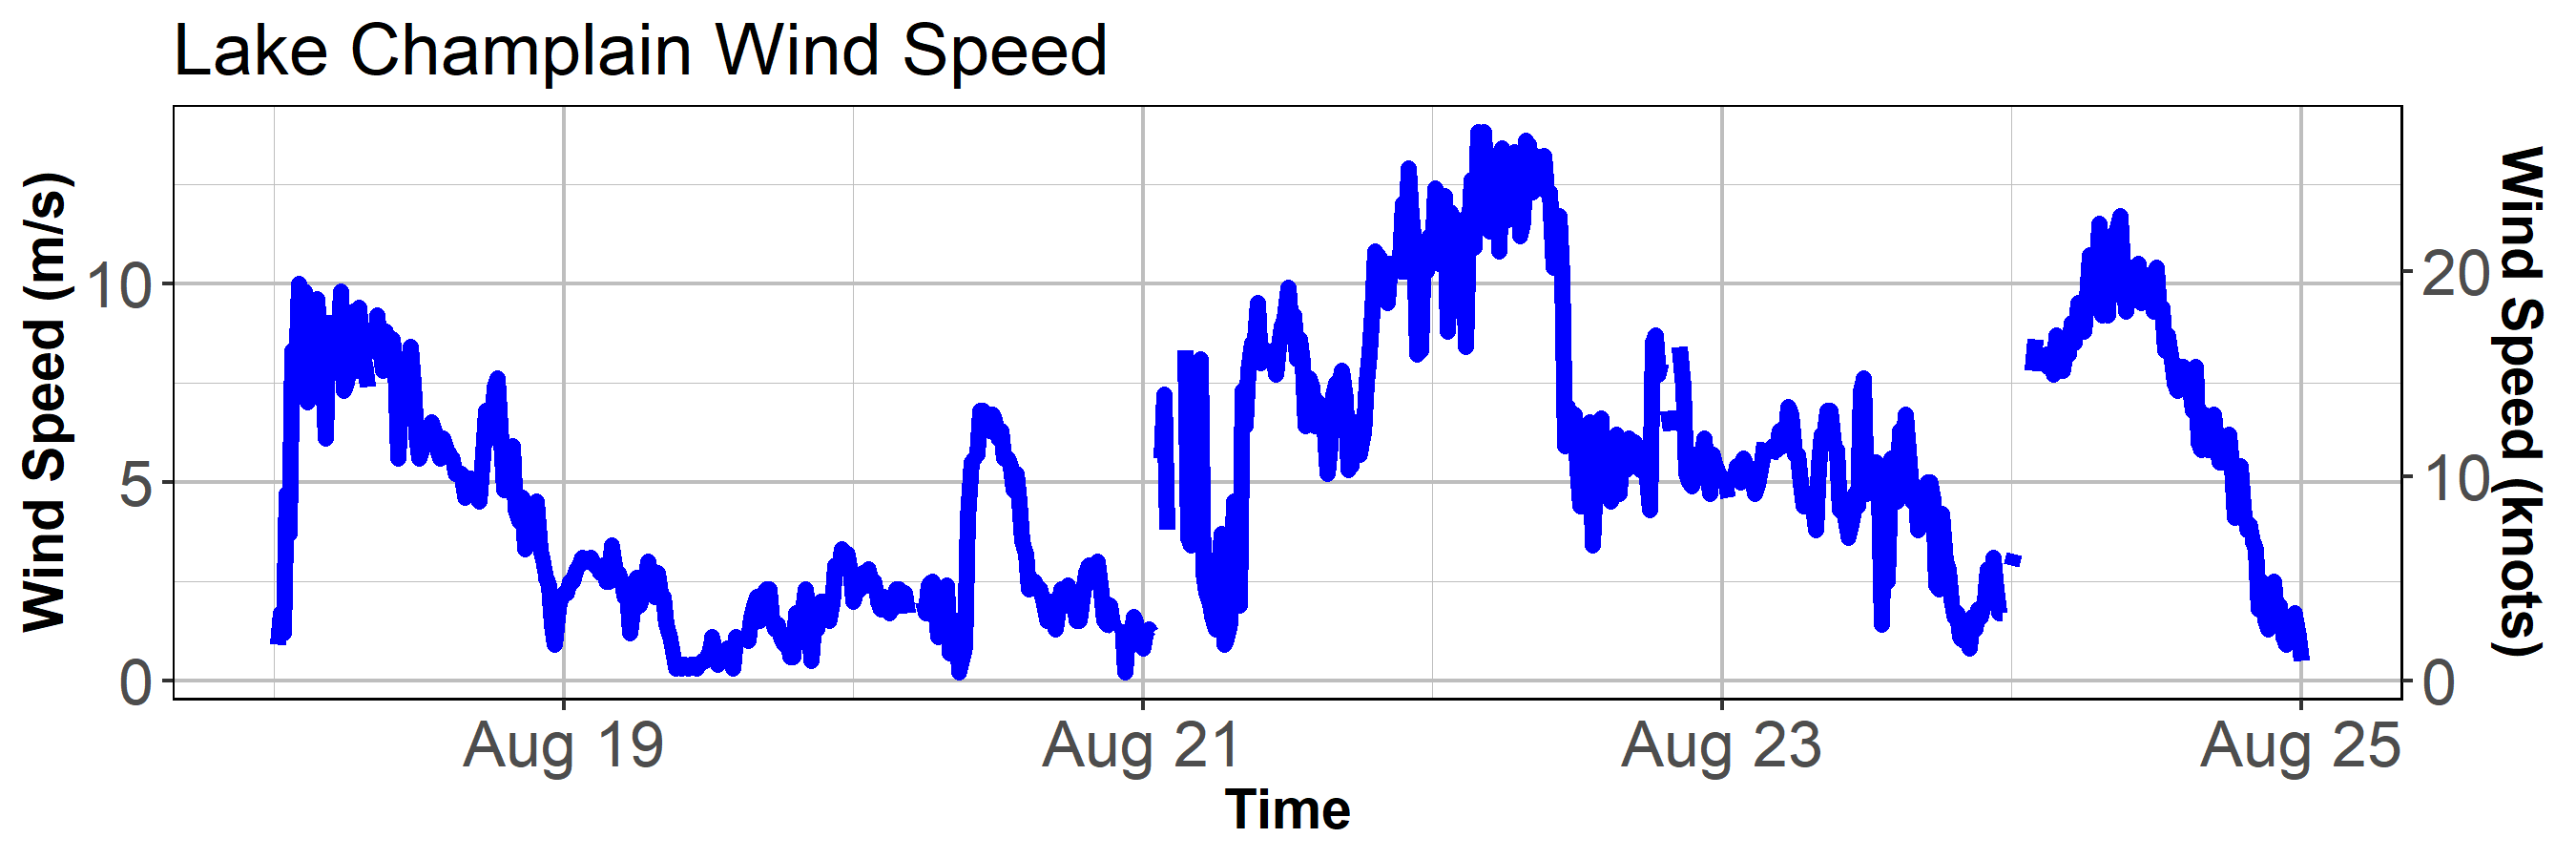 Lake Champlain Wind Speed
Wind Speed (m/s)
10
5
0
20
10
0
Wind Speed (knots)
Aug 19
Aug 21
Aug 23
Aug 25
Time